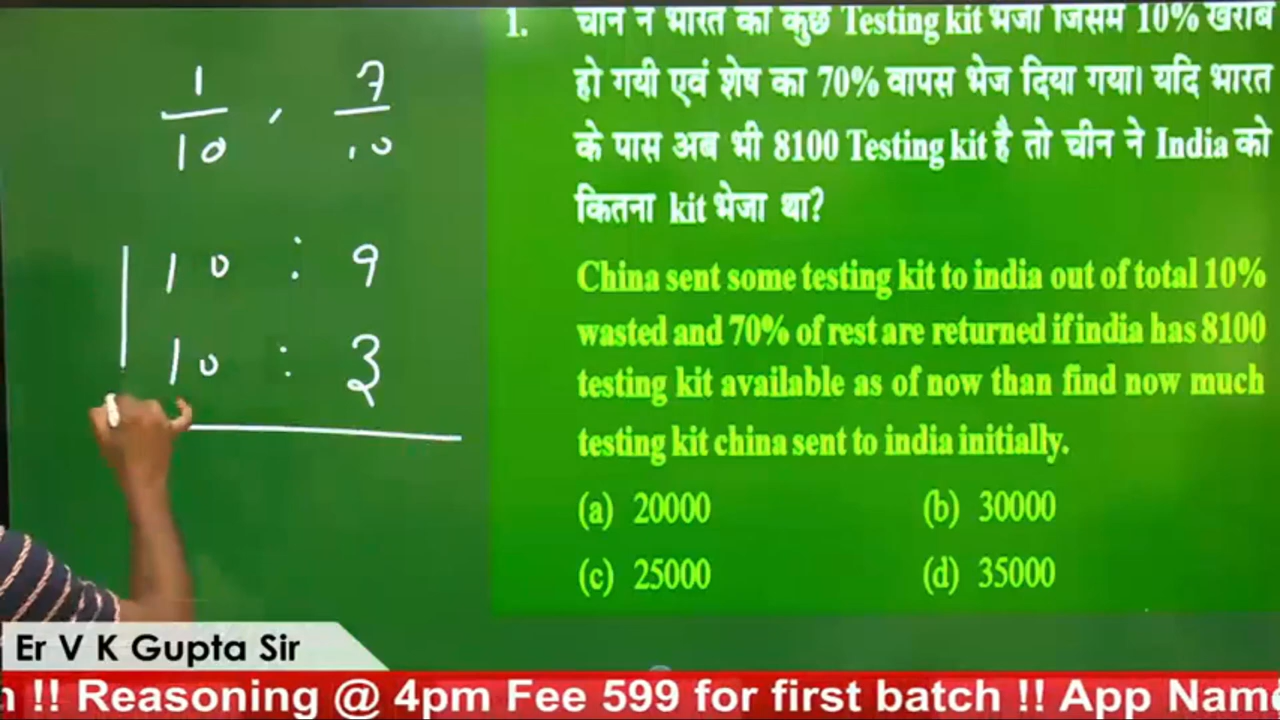 1
10
,
7
10
10 : 9
10 : 3
1. चीन ने भारत को कुछ Testing kit भेजा जिसमें 10% खराब
हो गयी एवं शेष का 70% वापस भेज दिया गया। यदि भारत
के पास अब भी 8100 Testing kit है तो चीन ने India को
कितना kit भेजा था?
China sent some testing kit to india out of total 10%
wasted and 70% of rest are returned if india has 8100
testing kit available as of now than find now much
testing kit china sent to india initially.
(a) 20000 (b) 30000
(c) 25000 (d) 35000
Er V K Gupta Sir
!! Reasoning @ 4pm Fee 599 for first batch !! App